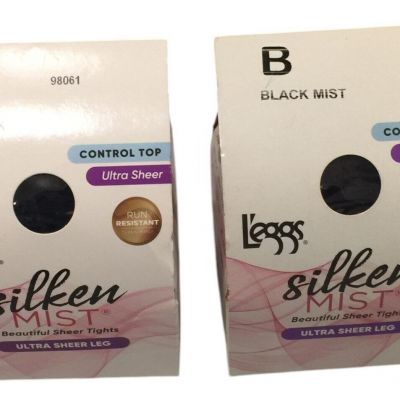 98061
CONTROL TOP
Ultra Sheer
RUN
RESISTANT
silken
MIST®
Beautiful Sheer Tights
ULTRA SHEER LEG
B
BLACK MIST
L'eggs®
silken
MIST®
Beautiful Sheer Tights
ULTRA SHEER LEG